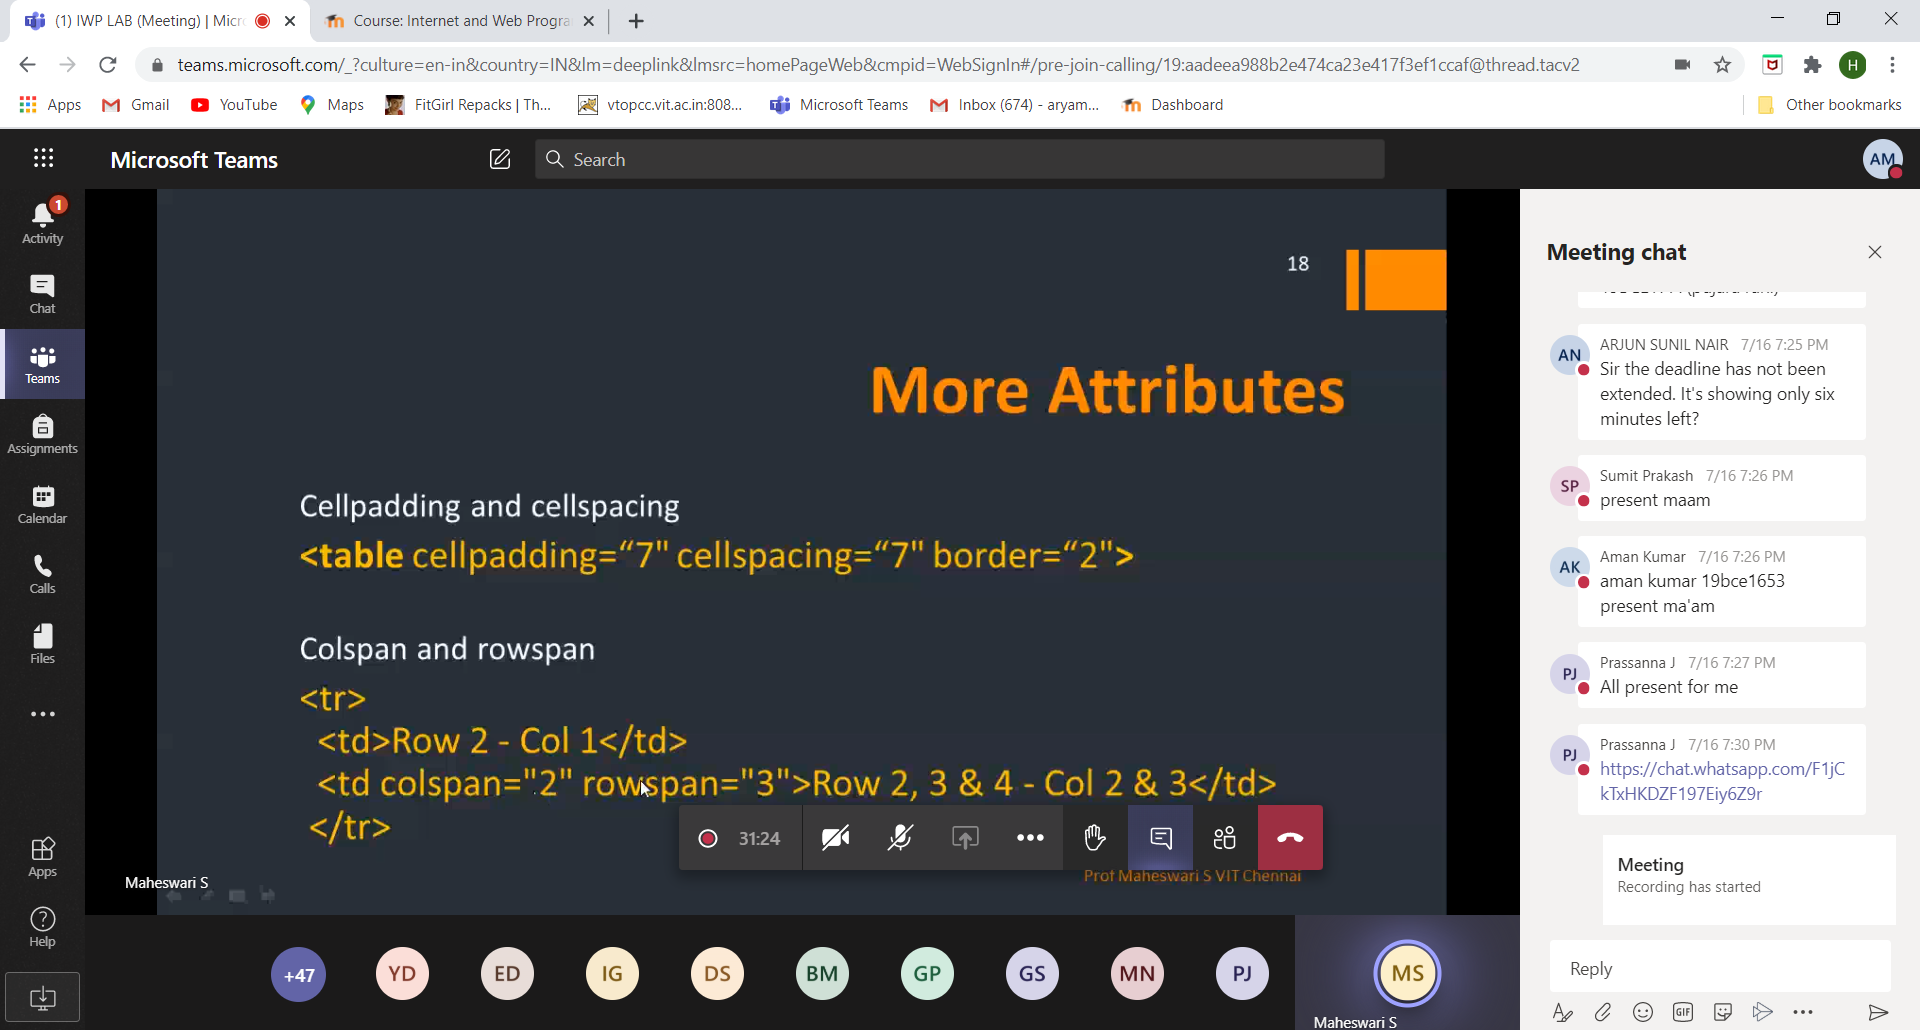 (1) IWP LAB (Meeting) | Micr
Course: Internet and Web Progra
teams.microsoft.com/_?culture=en-in&country=IN&lm=deeplink&lmsrc=homePageWeb&cmpid=WebSignIn#/pre-join-calling/19:aadeea988b2e474ca23e417f3ef1ccaf@thread.tacv2
H
Apps
Gmail
YouTube
Maps
FitGirl Repacks | Th...
vtopcc.vit.ac.in:808...
Microsoft Teams
Inbox (674) - aryam...
Dashboard
Other bookmarks
Microsoft Teams
Search
AM
1
Activity
Chat
Teams
Assignments
Calendar
Calls
Files
Apps
Help
18
More Attributes
Cellpadding and cellspacing
<table cellpadding=“7" cellspacing=“7" border=“2">
Colspan and rowspan
<tr>
<td>Row 2 - Col 1</td>
<td colspan="2" rowspan="3">Row 2, 3 & 4 - Col 2 & 3</td>
</tr>
31:24
Prof Maheswari S VIT Chennai
Maheswari S
+47
YD
ED
IG
DS
BM
GP
GS
MN
PJ
MS
Maheswari S
Meeting chat
AN
ARJUN SUNIL NAIR 7/16 7:25 PM
Sir the deadline has not been
extended. It's showing only six
minutes left?
SP
Sumit Prakash 7/16 7:26 PM
present maam
AK
Aman Kumar 7/16 7:26 PM
aman kumar 19bce1653
present ma'am
PJ
Prassanna J 7/16 7:27 PM
All present for me
PJ
Prassanna J 7/16 7:30 PM
https://chat.whatsapp.com/F1jC
kTxHKDZF197Eiy6Z9r
Meeting
Recording has started
Reply
GIF